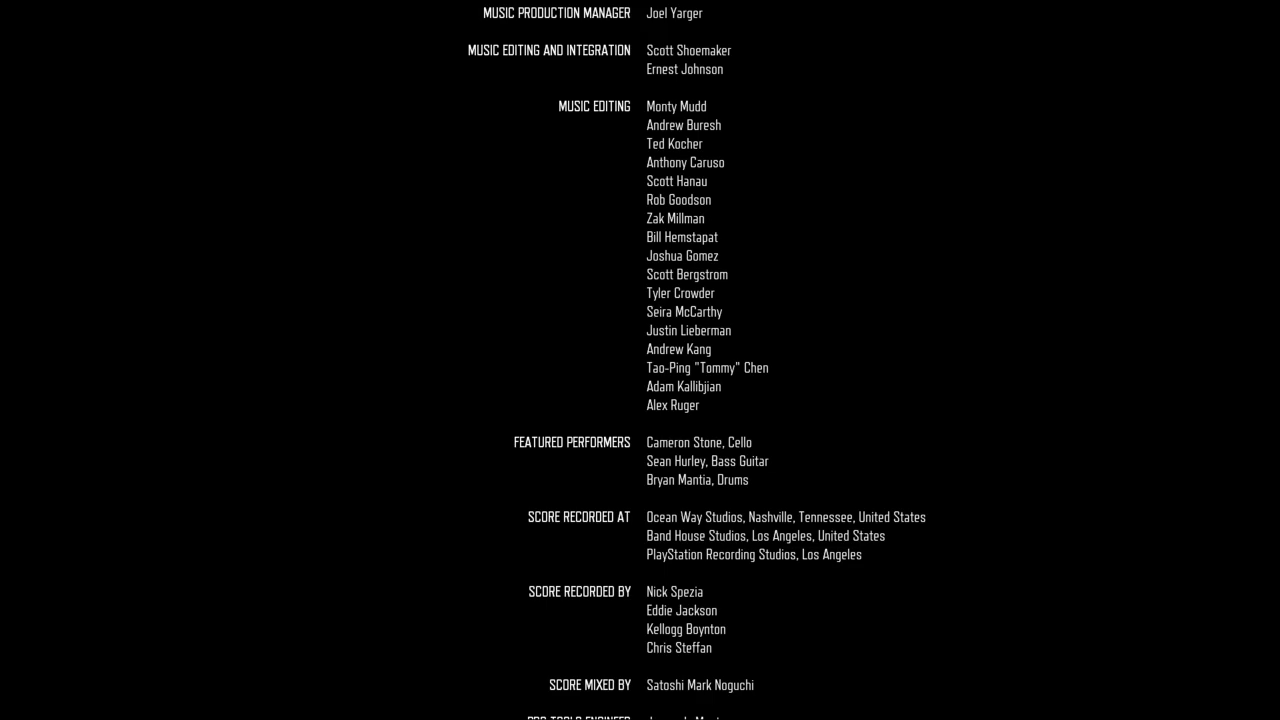 MUSIC PRODUCTION MANAGER Joel Yarger
MUSIC EDITING AND INTEGRATION Scott Shoemaker
Ernest Johnson
MUSIC EDITING Monty Mudd
Andrew Buresh
Ted Kocher
Anthony Caruso
Scott Hanau
Rob Goodson
Zak Millman
Bill Hemstapat
Joshua Gomez
Scott Bergstrom
Tyler Crowder
Seira McCarthy
Justin Lieberman
Andrew Kang
Tao-Ping "Tommy" Chen
Adam Kallibjian
Alex Ruger
FEATURED PERFORMERS Cameron Stone, Cello
Sean Hurley, Bass Guitar
Bryan Mantia, Drums
SCORE RECORDED AT Ocean Way Studios, Nashville, Tennessee, United States
Band House Studios, Los Angeles, United States
PlayStation Recording Studios, Los Angeles
SCORE RECORDED BY Nick Spezia
Eddie Jackson
Kellogg Boynton
Chris Steffan
SCORE MIXED BY Satoshi Mark Noguchi
PRO TOOLS ENGINEER